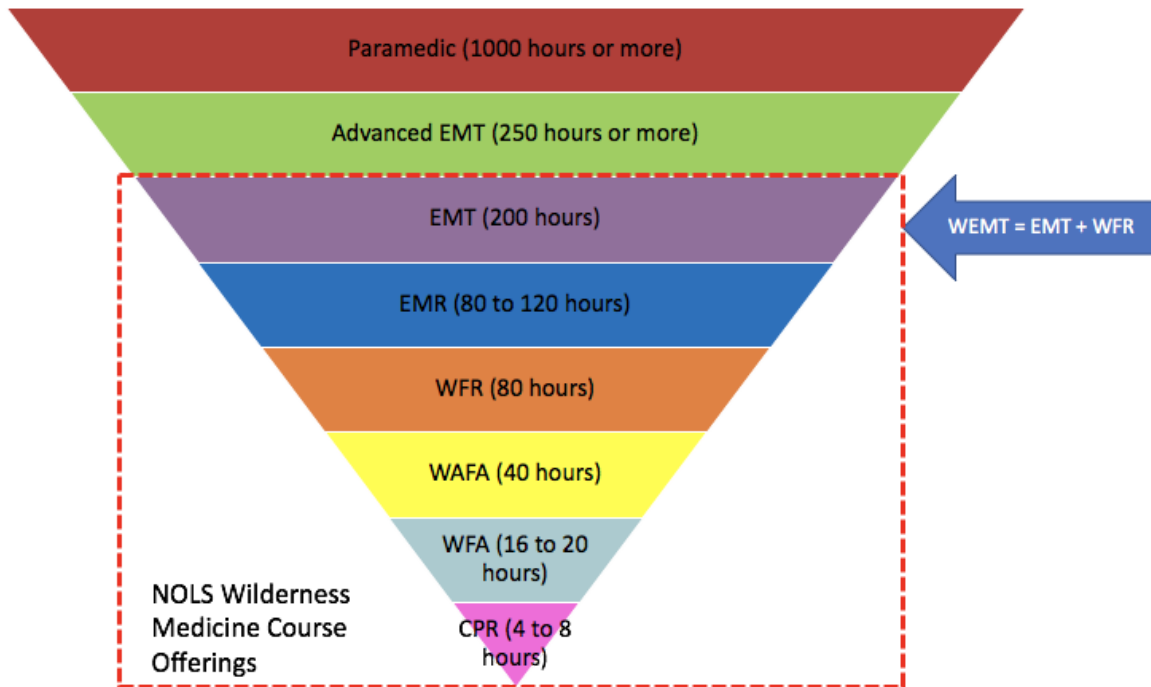 Paramedic (1000 hours or more)
Advanced EMT (250 hours or more)
EMT (200 hours)
WEMT = EMT + WFR
EMR (80 to 120 hours)
WFR (80 hours)
WAFA (40 hours)
WFA (16 to 20
hours)
NOLS Wilderness
Medicine Course
Offerings
CPR (4 to 8
hours)